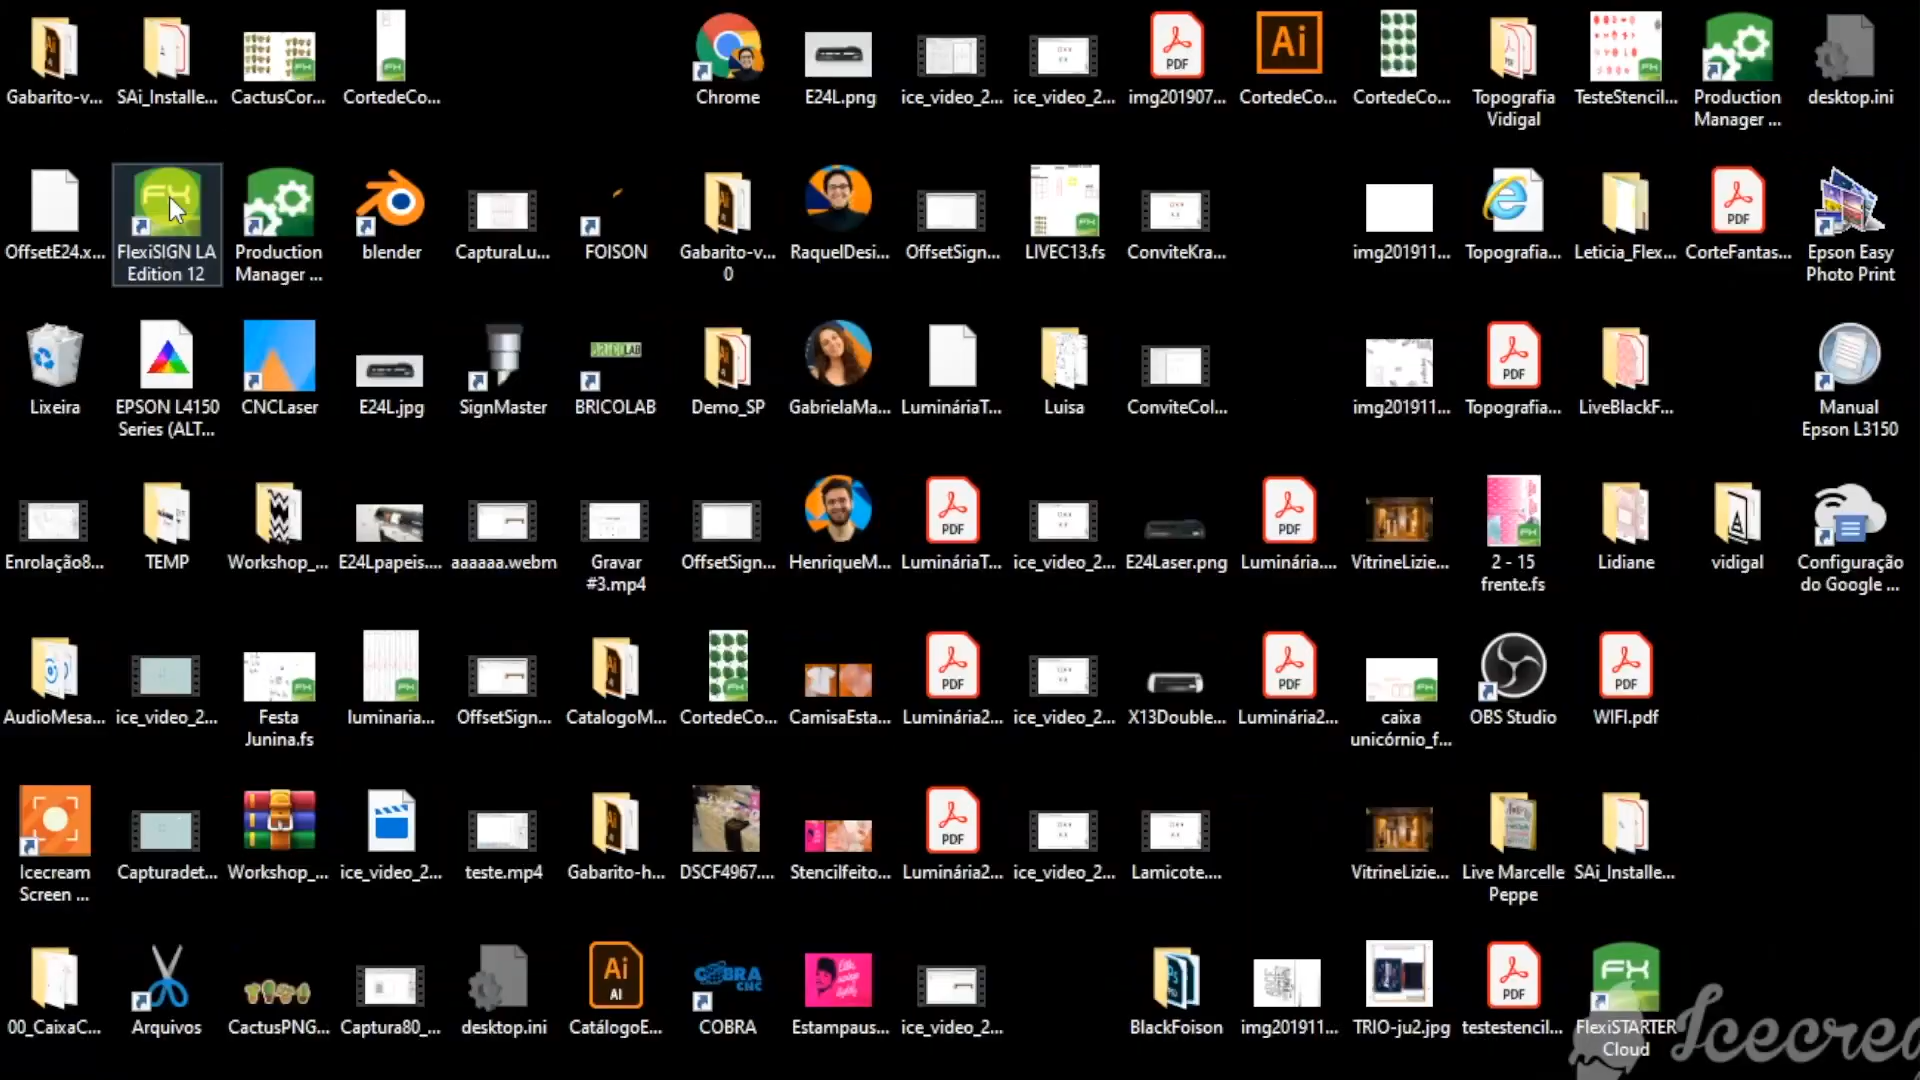 Gabarito-v...
SAi_Installe...
CactusCor...
CortedeCo...
Chrome
E24L.png
ice_video_2...
ice_video_2...
img201907...
CortedeCo...
CortedeCo...
Topografia
Vidigal
TesteStencil...
Production
Manager ...
desktop.ini
OffsetE24.x...
FlexiSIGN LA
Edition 12
Production
Manager ...
blender
CapturaLu...
FOISON
Gabarito-v...
0
RaquelDesi...
OffsetSign...
LIVEC13.fs
ConviteKra...
img201911...
Topografia...
Leticia_Flex...
CorteFantas...
Epson Easy
Photo Print
Lixeira
EPSON L4150
Series (ALT...
CNCLaser
E24L.jpg
SignMaster
BRICOLAB
BRICOLAB
Demo_SP
GabrielaMa...
LumináriaT...
Luisa
ConviteCol...
img201911...
Topografia...
LiveBlackF...
Manual
Epson L3150
Enrolação8...
TEMP
Workshop_...
E24Lpapeis....
aaaaaa.webm
Gravar
#3.mp4
OffsetSign...
HenriqueM...
LumináriaT...
ice_video_2...
E24Laser.png
Luminária....
VitrineLizie...
2 - 15
frente.fs
Lidiane
vidigal
Configuração
do Google ...
AudioMesa...
ice_video_2...
Festa
Junina.fs
luminaria...
OffsetSign...
CatalogoM...
CortedeCo...
CamisaEsta...
Luminária2...
ice_video_2...
X13Double...
Luminária2...
caixa
unicórnio_f...
OBS Studio
WIFI.pdf
Icecream
Screen ...
Capturadet...
Workshop_...
ice_video_2...
teste.mp4
Gabarito-h...
DSCF4967....
Stencilfeito...
Luminária2...
ice_video_2...
Lamicote....
VitrineLizie...
Live Marcelle
Peppe
SAi_Installe...
00_CaixaC...
Arquivos
CactusPNG...
Captura80_...
desktop.ini
Ai
AI
CatálogoE...
COBRA
CNC
COBRA
Estampaus...
ice_video_2...
BlackFoison
img201911...
TRIO-ju2.jpg
testestencil...
FlexiSTARTER
Cloud
Icecrea